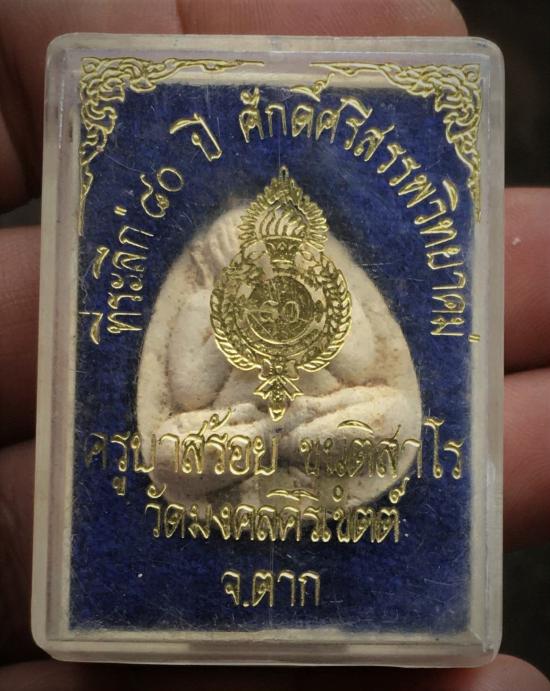 ที่ระลึก ๘๐ ปี ศักดิ์ศรีสรรพวิทยาคม
๘๐
ครูบาสร้อย ขนติสาโร
วัดมงคลคีรีเขตต์
จ.ตาก